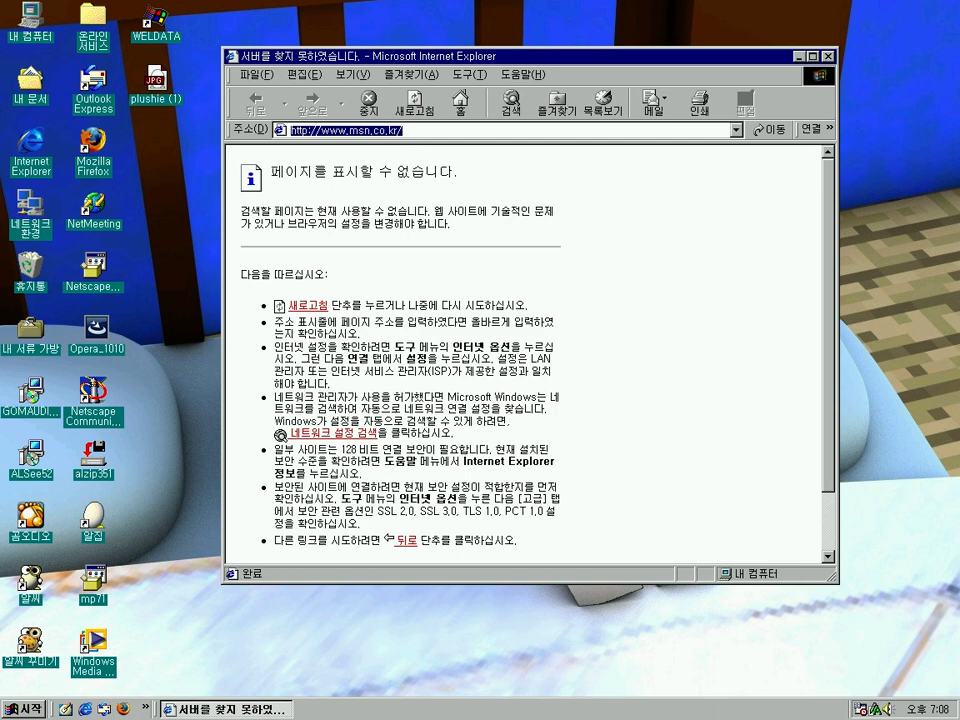 내 컴퓨터
온라인
서비스
WELDATA
내 문서
Outlook
Express
plushie (1)
Internet
Explorer
Mozilla
Firefox
네트워크
환경
NetMeeting
휴지통
Netscape...
내 서류 가방
Opera_1010
GOMAUDI...
Netscape
Communi...
ALSee52
alzip351
곰오디오
알집
알씨
mp71
알씨 꾸미기
Windows
Media ...
서버를 찾지 못하였습니다. - Microsoft Internet Explorer
파일(F) 편집(E) 보기(V) 즐겨찾기(A) 도구(T) 도움말(H)
뒤로 앞으로 중지 새로고침 홈 검색 즐겨찾기 목록보기 메일 인쇄 편집
주소(D) http://www.msn.co.kr/ 이동 연결 »
페이지를 표시할 수 없습니다.
검색할 페이지는 현재 사용할 수 없습니다. 웹 사이트에 기술적인 문제
가 있거나 브라우저의 설정을 변경해야 합니다.
다음을 따르십시오:
• 새로고침 단추를 누르거나 나중에 다시 시도하십시오.
• 주소 표시줄에 페이지 주소를 입력하였다면 올바르게 입력하였
는지 확인하십시오.
• 인터넷 설정을 확인하려면 도구 메뉴의 인터넷 옵션을 누르십
시오. 그런 다음 연결 탭에서 설정을 누르십시오. 설정은 LAN
관리자 또는 인터넷 서비스 관리자(ISP)가 제공한 설정과 일치
해야 합니다.
• 네트워크 관리자가 사용을 허가했다면 Microsoft Windows는 네
트워크를 검색하여 자동으로 네트워크 연결 설정을 찾습니다.
Windows가 설정을 자동으로 검색할 수 있게 하려면,
네트워크 설정 검색을 클릭하십시오.
• 일부 사이트는 128 비트 연결 보안이 필요합니다. 현재 설치된
보안 수준을 확인하려면 도움말 메뉴에서 Internet Explorer
정보를 누르십시오.
• 보안된 사이트에 연결하려면 현재 보안 설정이 적합한지를 먼저
확인하십시오. 도구 메뉴의 인터넷 옵션을 누른 다음 [고급] 탭
에서 보안 관련 옵션인 SSL 2.0, SSL 3.0, TLS 1.0, PCT 1.0 설
정을 확인하십시오.
• 다른 링크를 시도하려면 뒤로 단추를 클릭하십시오.
완료 내 컴퓨터
시작 » 서버를 찾지 못하였... 오후 7:08